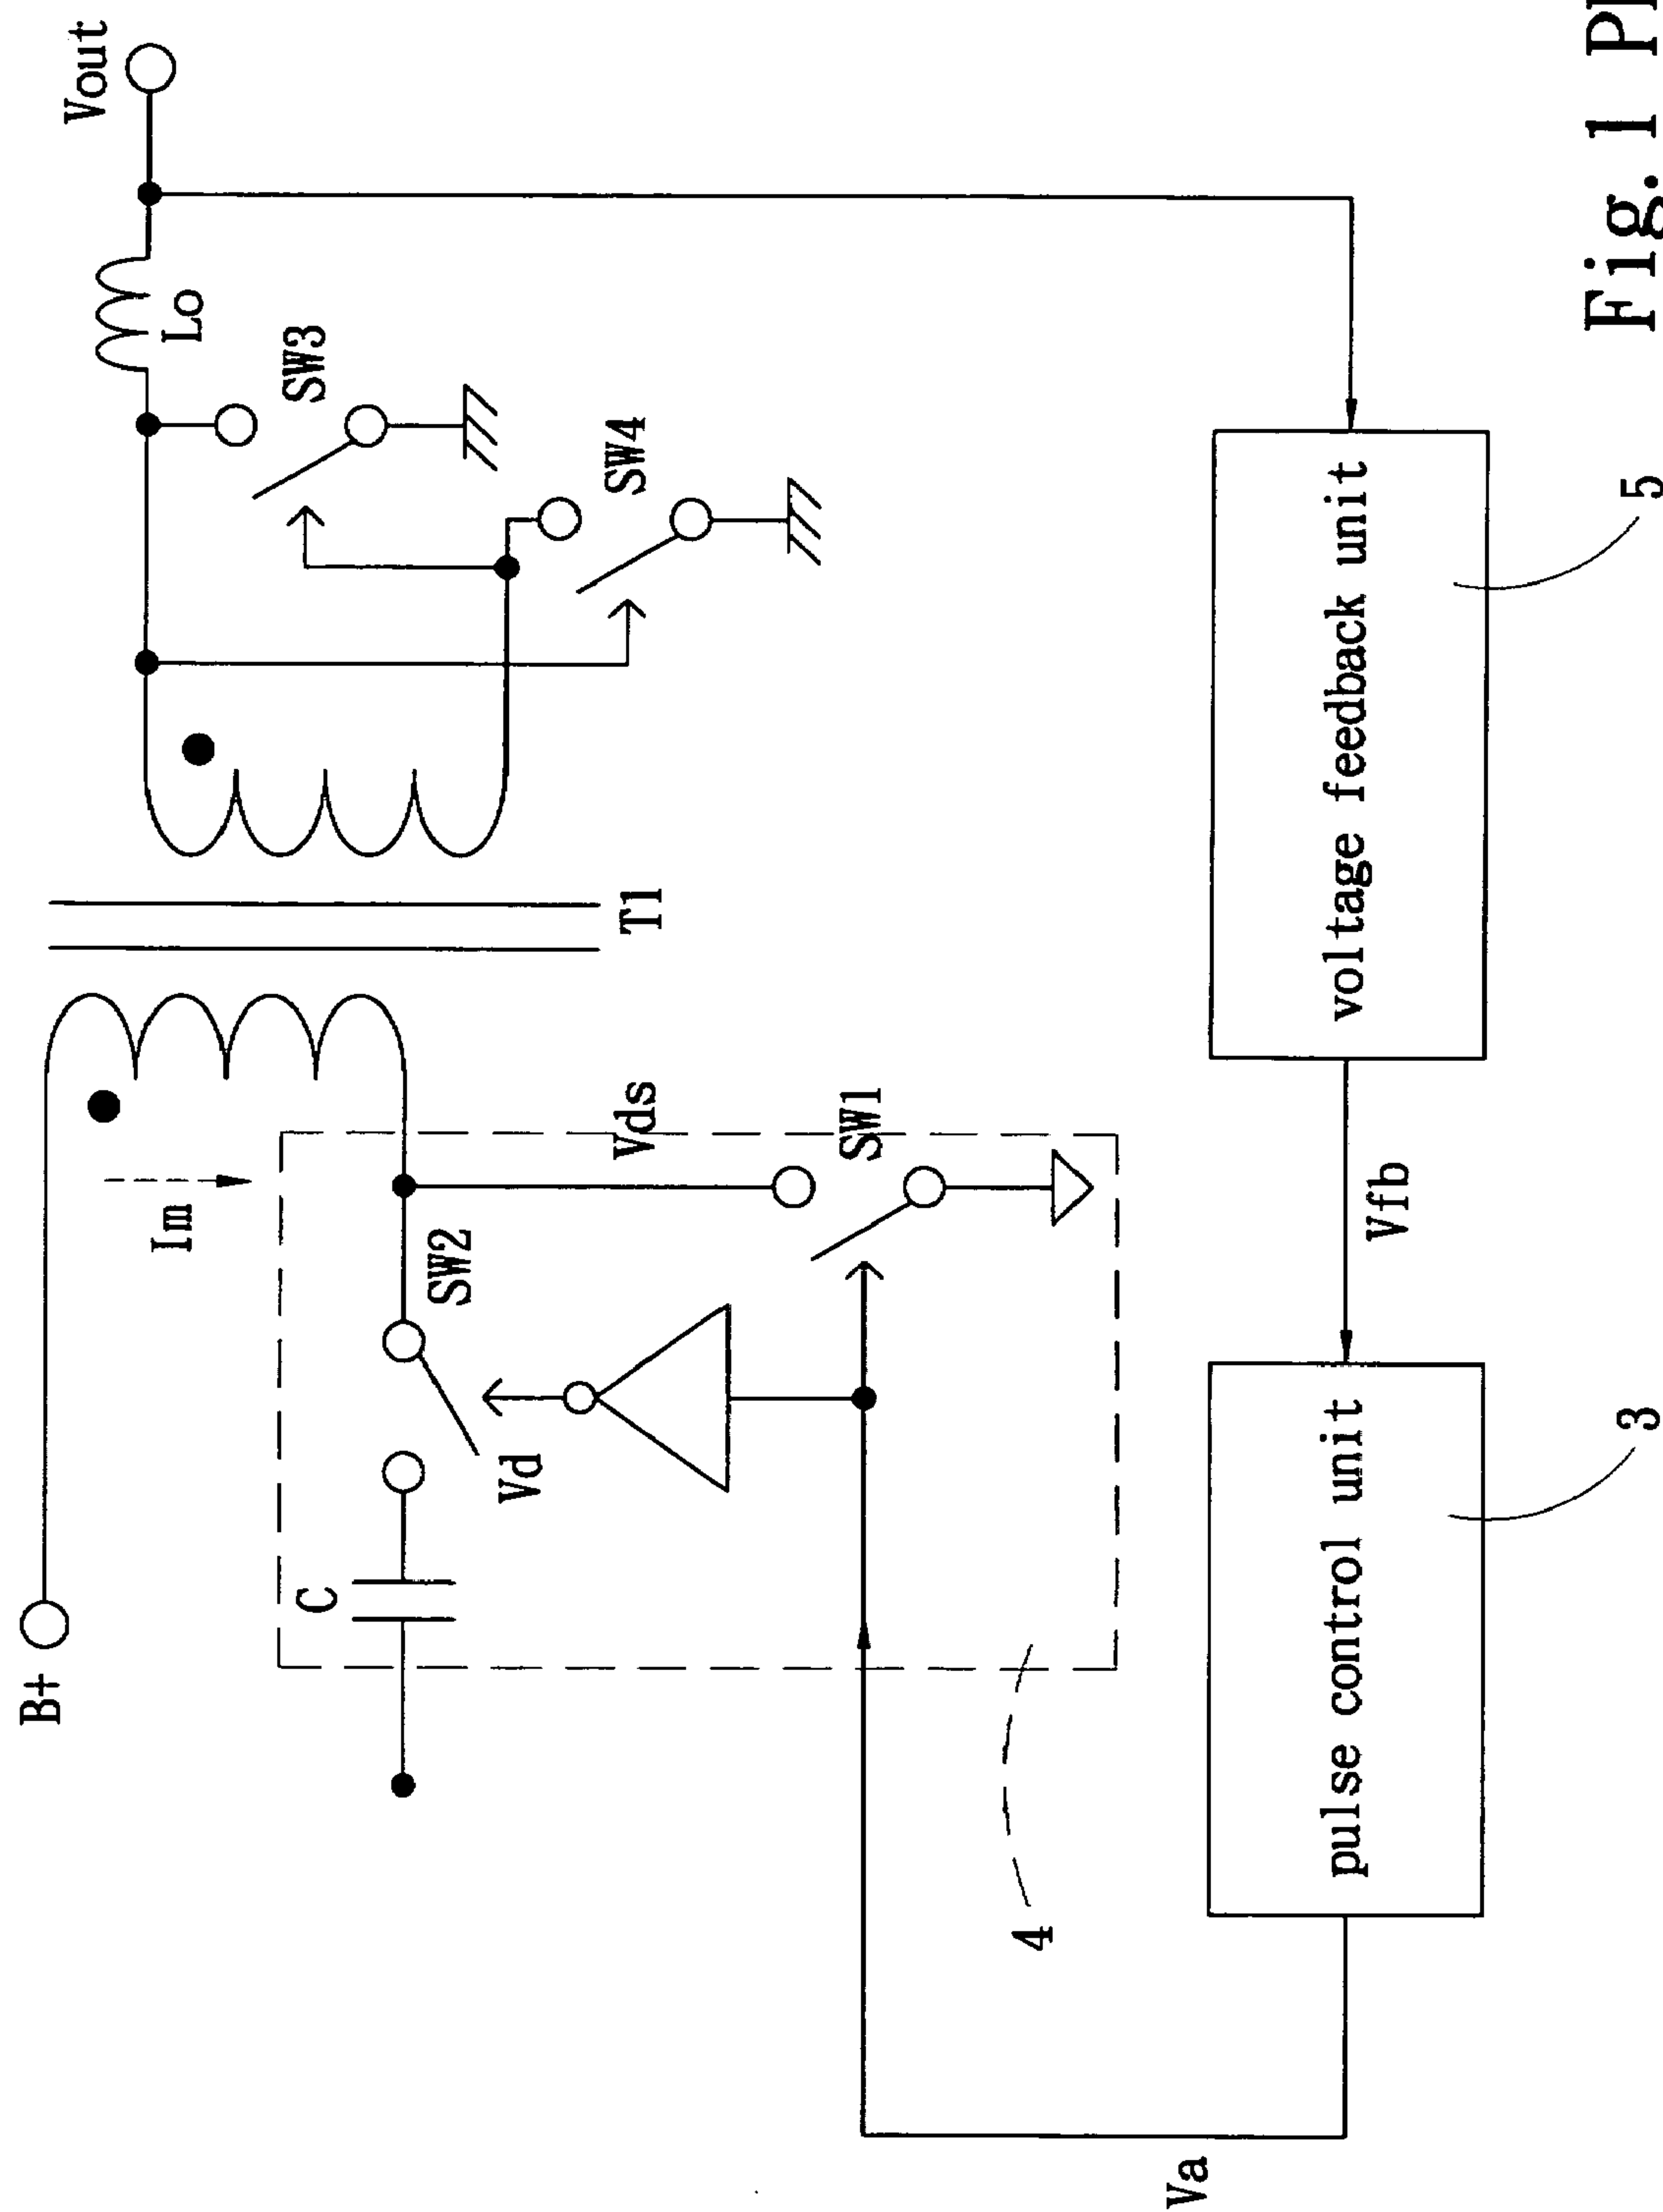 B+
Im
Vout
Lo
SW3
SW4
T1
C
SW2
Vd
Vds
SW1
4
Va
pulse control unit
3
Vfb
voltage feedback unit
5
Fig. 1